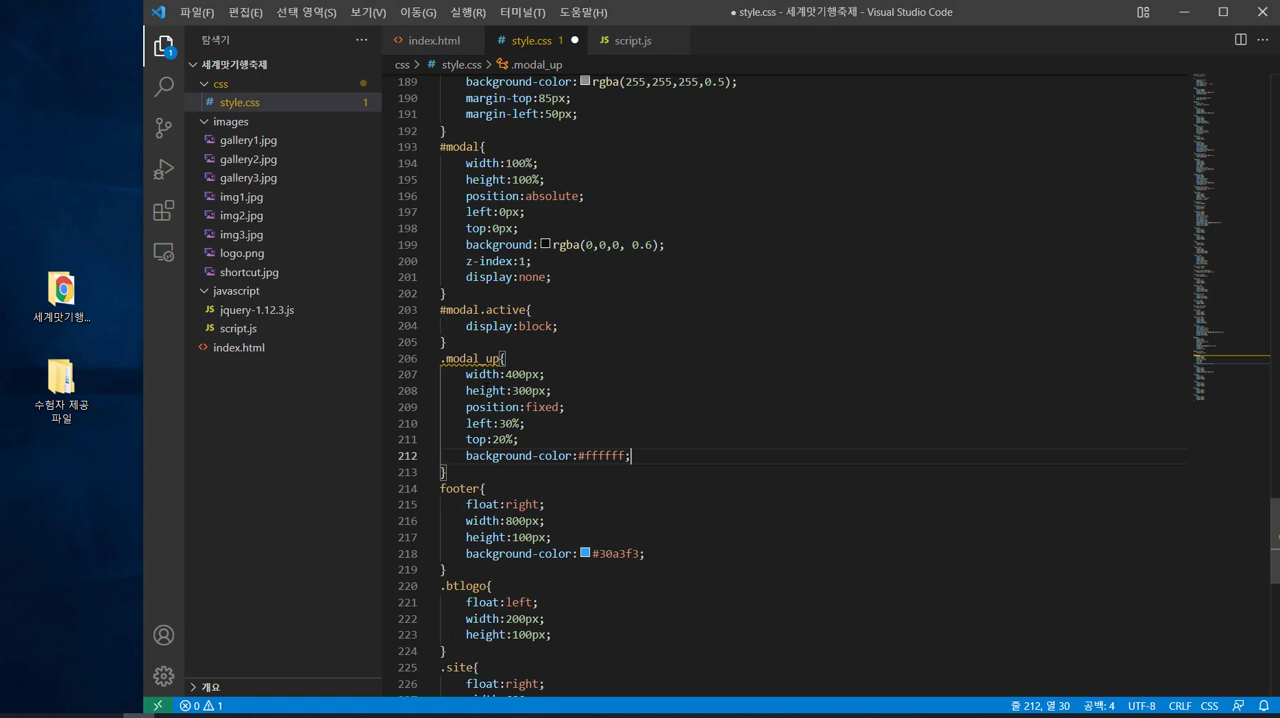 파일(F) 편집(E) 선택 영역(S) 보기(V) 이동(G) 실행(R) 터미널(T) 도움말(H) ● style.css - 세계맛기행축제 - Visual Studio Code
탐색기 ···
index.html style.css 1 ● script.js
세계맛기행축제
css > # style.css > .modal_up
css
# style.css 1
images
gallery1.jpg
gallery2.jpg
gallery3.jpg
img1.jpg
img2.jpg
img3.jpg
logo.png
shortcut.jpg
javascript
JS jquery-1.12.3.js
JS script.js
index.html
개요
1
세계맛기행...
수험자 제공
파일
189 background-color:rgba(255,255,255,0.5);
190 margin-top:85px;
191 margin-left:50px;
192 }
193 #modal{
194 width:100%;
195 height:100%;
196 position:absolute;
197 left:0px;
198 top:0px;
199 background:rgba(0,0,0, 0.6);
200 z-index:1;
201 display:none;
202 }
203 #modal.active{
204 display:block;
205 }
206 .modal_up{
207 width:400px;
208 height:300px;
209 position:fixed;
210 left:30%;
211 top:20%;
212 background-color:#ffffff;
213 }
214 footer{
215 float:right;
216 width:800px;
217 height:100px;
218 background-color:#30a3f3;
219 }
220 .btlogo{
221 float:left;
222 width:200px;
223 height:100px;
224 }
225 .site{
226 float:right;
0 1 줄 212, 열 30 공백: 4 UTF-8 CRLF CSS